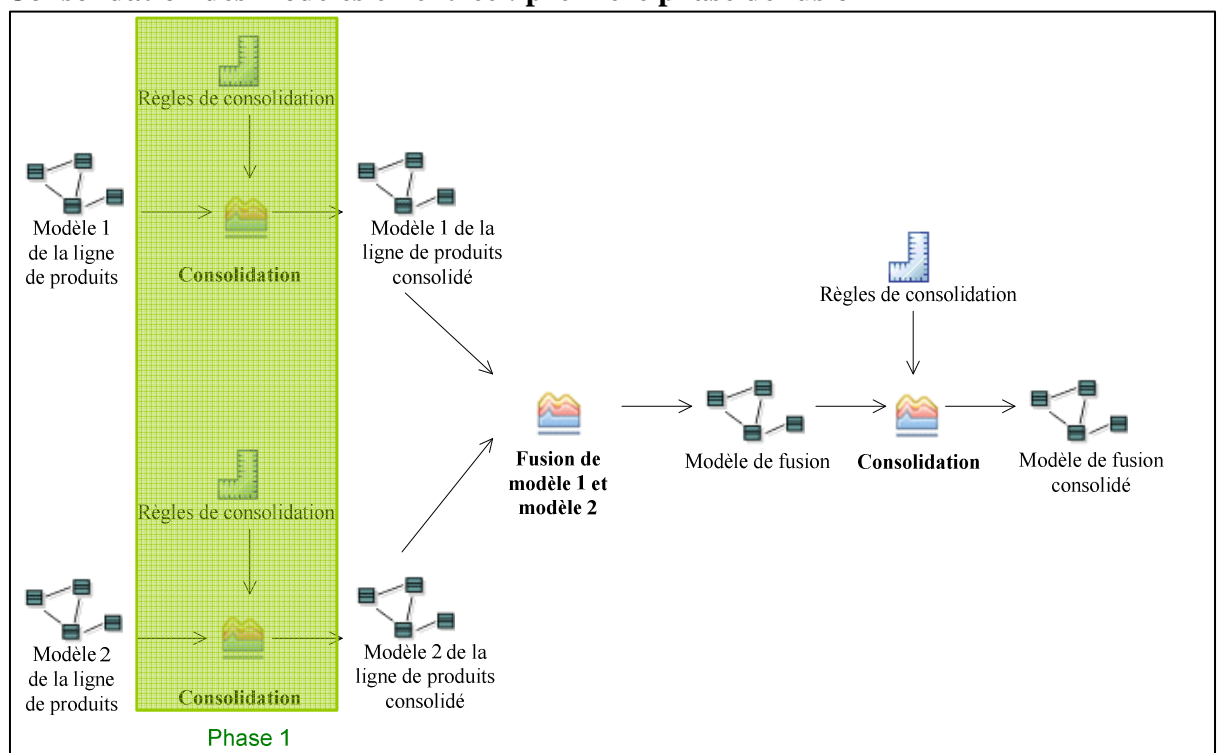 Règles de consolidation
Modèle 1
de la ligne
de produits
Consolidation
Modèle 1 de la
ligne de produits
consolidé
Règles de consolidation
Fusion de
modèle 1 et
modèle 2
Modèle de fusion
Consolidation
Modèle de fusion
consolidé
Règles de consolidation
Modèle 2
de la ligne
de produits
Consolidation
Modèle 2 de la
ligne de produits
consolidé
Phase 1